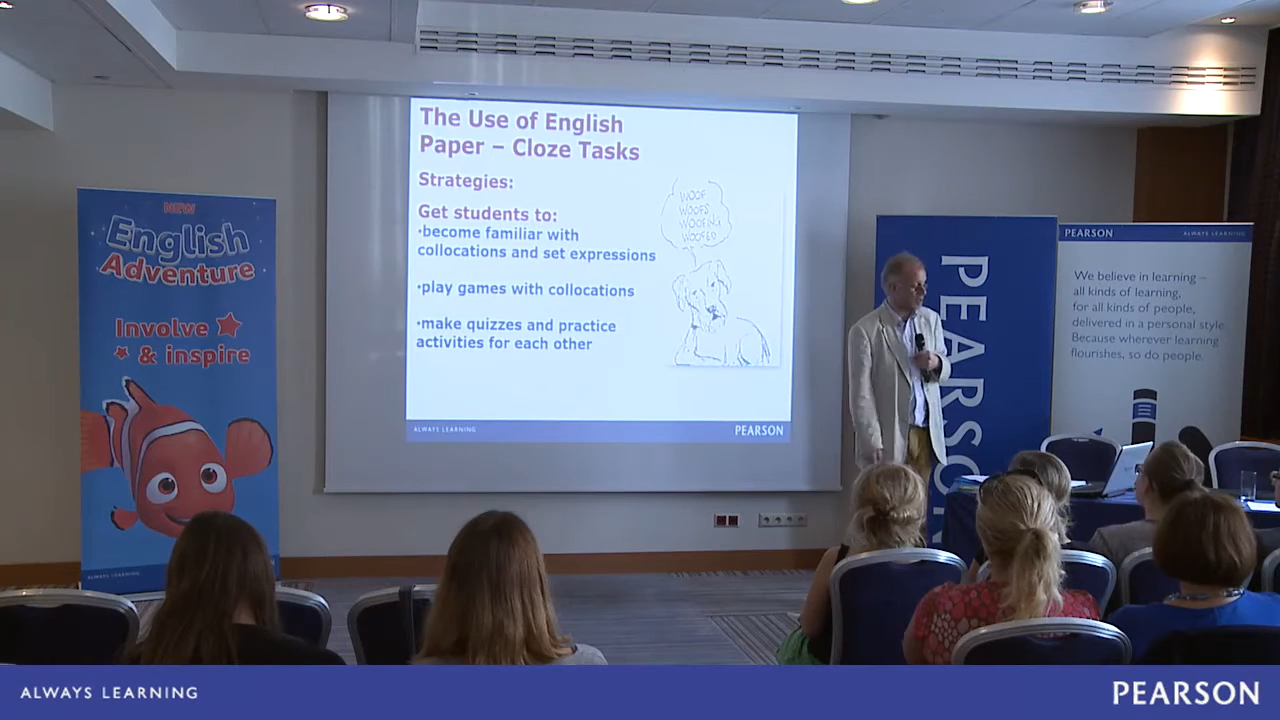 The Use of English
Paper – Cloze Tasks
Strategies:
Get students to:
•become familiar with
collocations and set expressions
•play games with collocations
•make quizzes and practice
activities for each other
WOOF
WOOFS
WOOFING
WOOFED
ALWAYS LEARNING
PEARSON
NEW
English
Adventure
Involve
& inspire
ALWAYS LEARNING
PEARSON
PEARSON
ALWAYS LEARNING
We believe in learning –
all kinds of learning,
for all kinds of people,
delivered in a personal style.
Because wherever learning
flourishes, so do people.
ALWAYS LEARNING
PEARSON